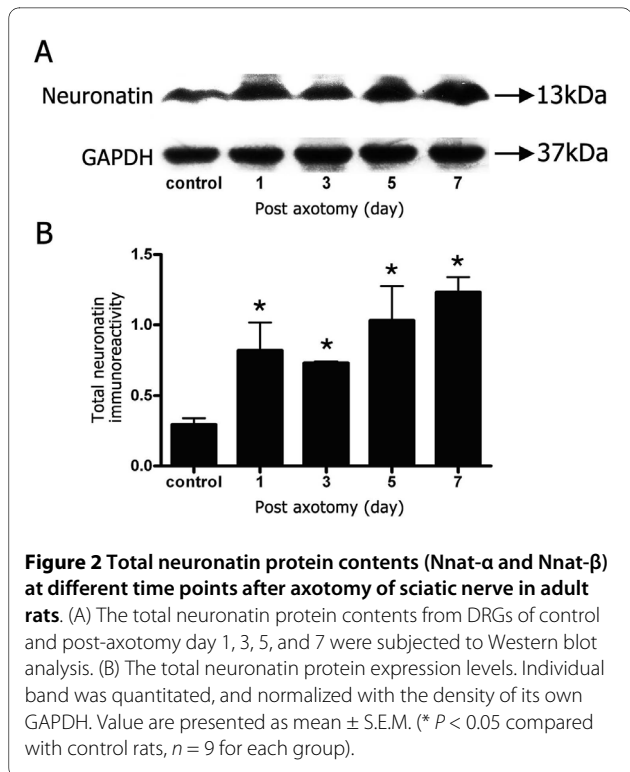 A
Neuronatin
13kDa
GAPDH
37kDa
control 1 3 5 7
Post axotomy (day)
B
Total neuronatin
immunoreactivity
1.5
1.0
0.5
0.0
* * * *
control 1 3 5 7
Post axotomy (day)
Figure 2 Total neuronatin protein contents (Nnat-α and Nnat-β)
at different time points after axotomy of sciatic nerve in adult
rats. (A) The total neuronatin protein contents from DRGs of control
and post-axotomy day 1, 3, 5, and 7 were subjected to Western blot
analysis. (B) The total neuronatin protein expression levels. Individual
band was quantitated, and normalized with the density of its own
GAPDH. Value are presented as mean ± S.E.M. (* P < 0.05 compared
with control rats, n = 9 for each group).